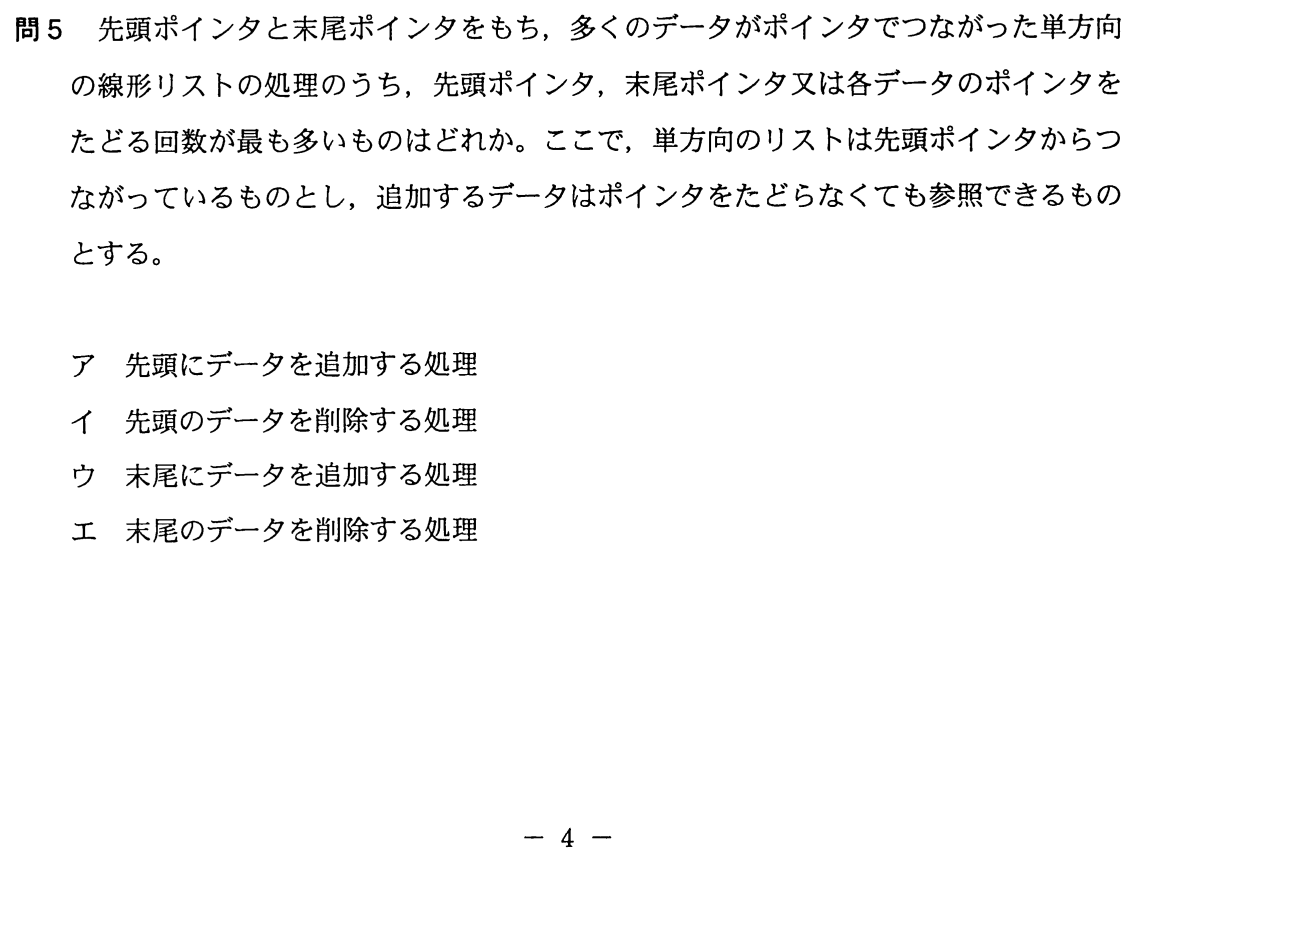 問5　先頭ポインタと末尾ポインタをもち，多くのデータがポインタでつながった単方向
の線形リストの処理のうち，先頭ポインタ，末尾ポインタ又は各データのポインタを
たどる回数が最も多いものはどれか。ここで，単方向のリストは先頭ポインタからつ
ながっているものとし，追加するデータはポインタをたどらなくても参照できるもの
とする。
ア　先頭にデータを追加する処理
イ　先頭のデータを削除する処理
ウ　末尾にデータを追加する処理
エ　末尾のデータを削除する処理
－ 4 －